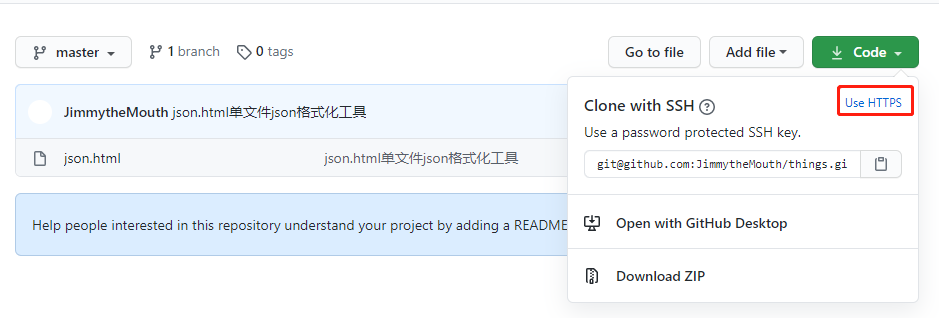 master 1 branch 0 tags Go to file Add file Code
JimmytheMouth json.html单文件json格式化工具
json.html json.html单文件json格式化工具
Help people interested in this repository understand your project by adding a README
Clone with SSH Use HTTPS
Use a password protected SSH key.
git@github.com:JimmytheMouth/things.gi
Open with GitHub Desktop
Download ZIP